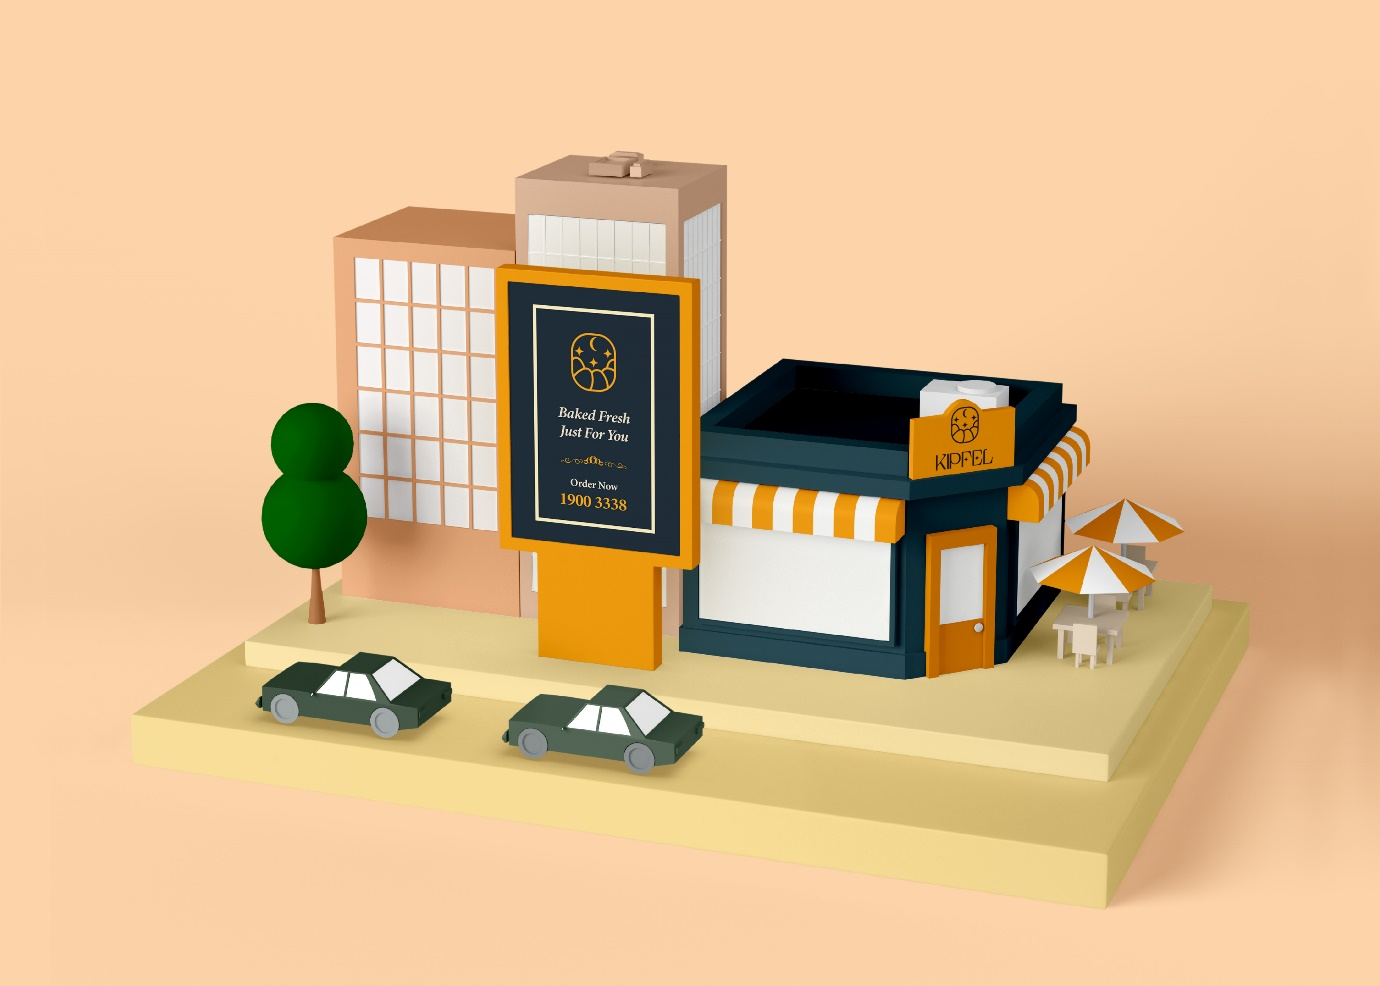 Baked Fresh
Just For You
Order Now
1900 3338
KIPFEL